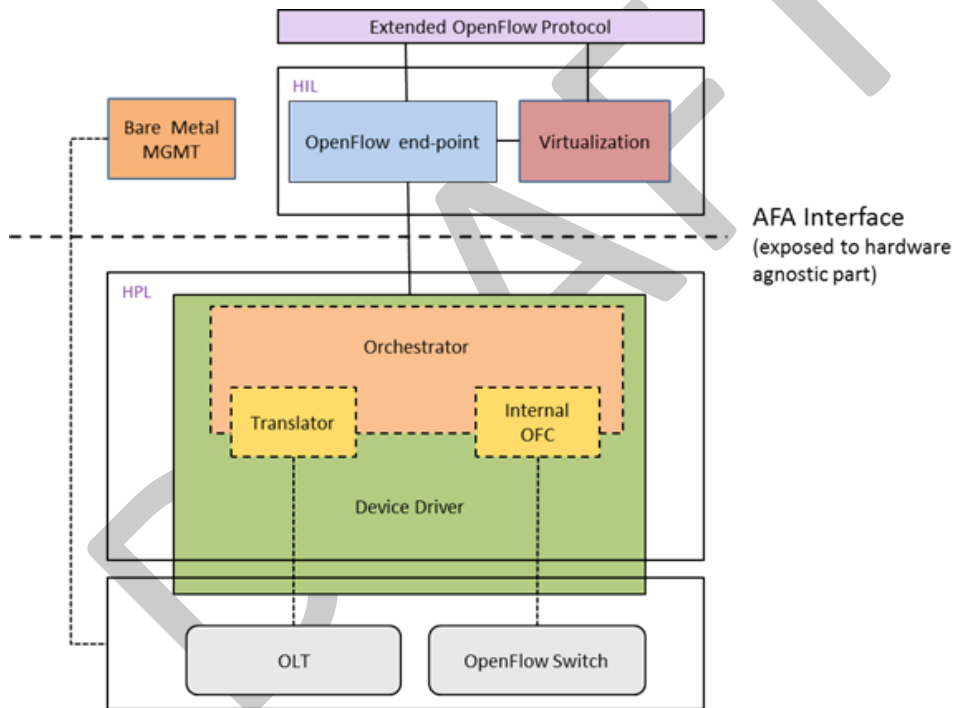 Extended OpenFlow Protocol
HIL
Bare Metal
MGMT
OpenFlow end-point
Virtualization
AFA Interface
(exposed to hardware
agnostic part)
HPL
Orchestrator
Translator
Internal
OFC
Device Driver
OLT
OpenFlow Switch
DRAFT